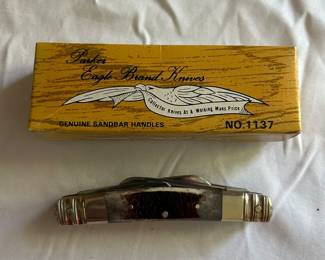 Parker
Eagle Brand Knives
Collector Knives At A Working Mans Price
GENUINE SANDBAR HANDLES
NO.1137